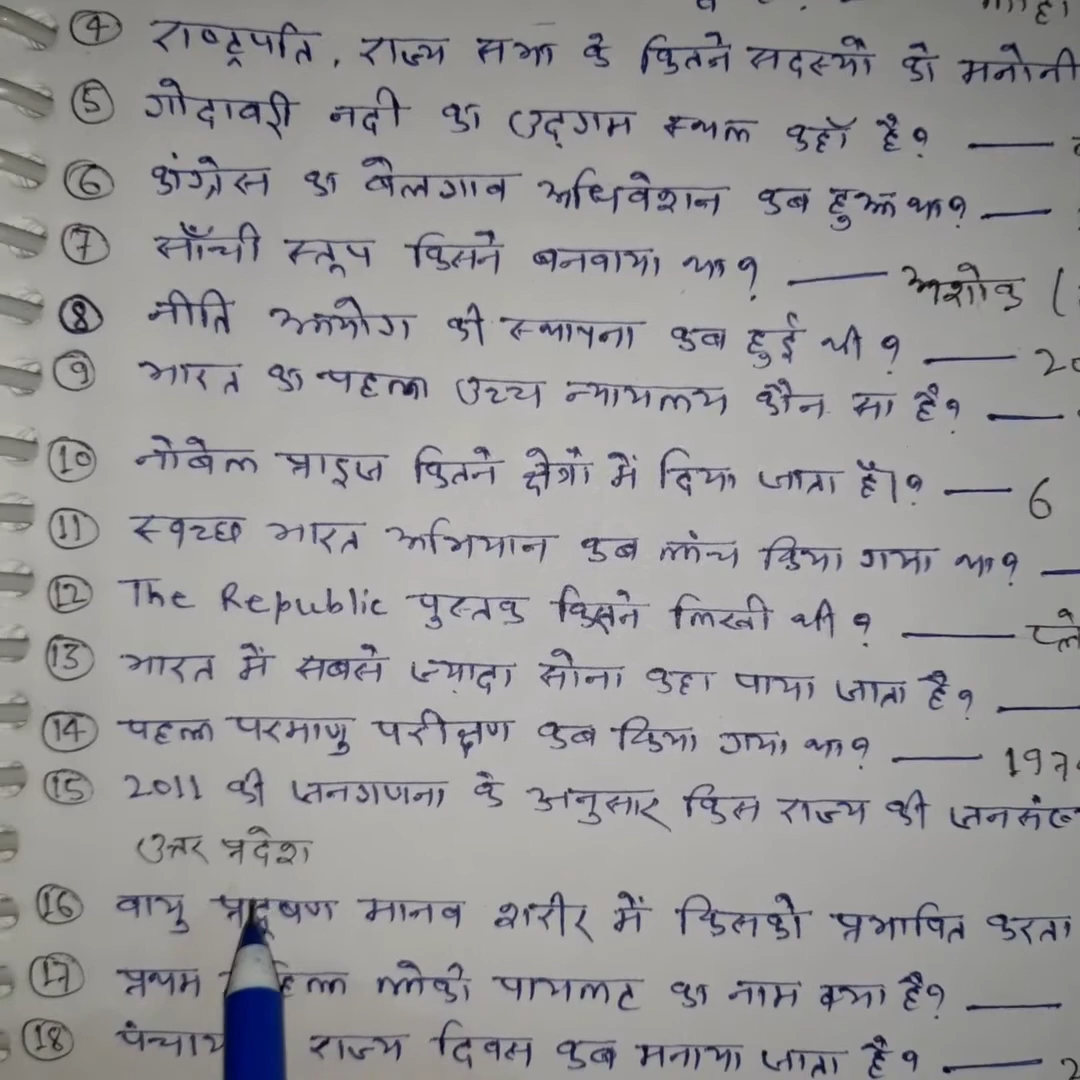 ④ राष्ट्रपति, राज्य सभा के कितने सदस्यों को मनोनी
⑤ गोदावरी नदी का उद्गम स्थल कहाँ है? —
⑥ कांग्रेस का बेलगाव अधिवेशन कब हुआ था? —
⑦ साँची स्तूप किसने बनवाया था? — अशोक (
⑧ नीति आयोग की स्थापना कब हुई थी? — 20
⑨ भारत का पहला उच्च न्यायलय कौन सा है? —
⑩ नोबेल प्राइज कितने क्षेत्रों में दिया जाता है।? — 6
⑪ स्वच्छ भारत अभियान कब लांच किया गया था? —
⑫ The Republic पुस्तक किसने लिखी थी? — प्ले
⑬ भारत में सबसे ज्यादा सोना कहा पाया जाता है? —
⑭ पहला परमाणु परीक्षण कब किया गया था? — 197
⑮ 2011 की जनगणना के अनुसार किस राज्य की जनसंख्
उत्तर प्रदेश
⑯ वायु प्रदूषण मानव शरीर में किसको प्रभावित करता
⑰ प्रथम लोको पायलट का नाम क्या है? —
⑱ पंचाय राज्य दिवस कब मनाया जाता है? — 2